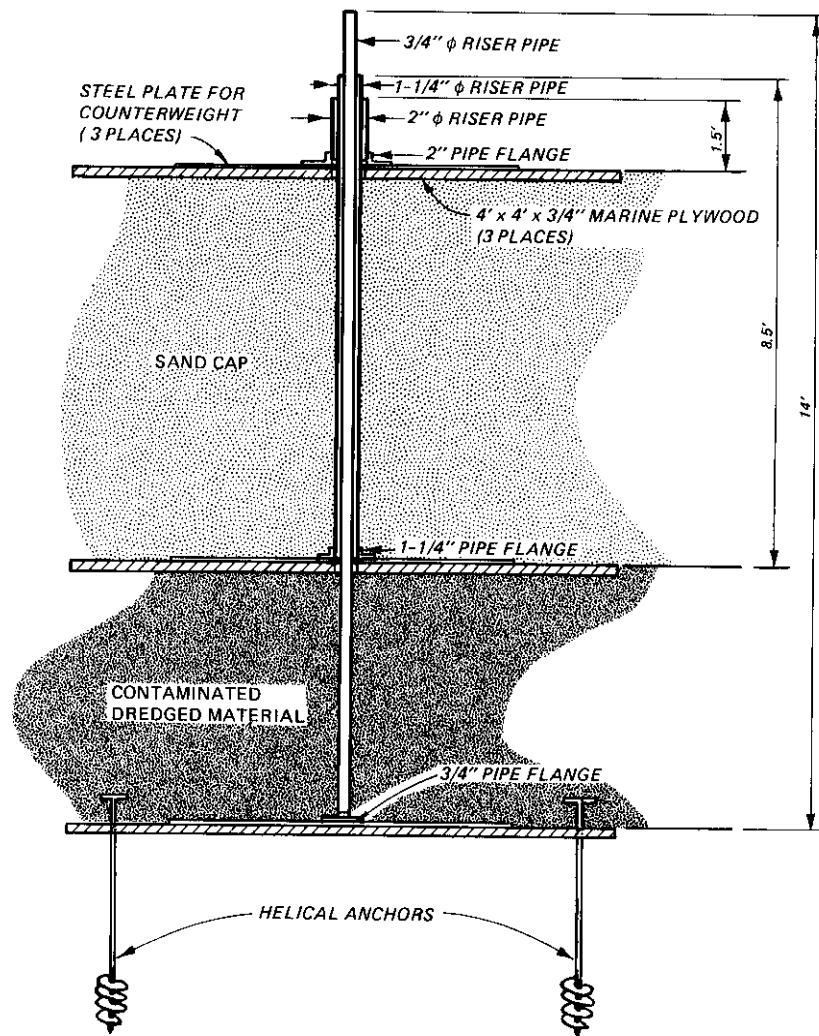 3/4" ϕ RISER PIPE
STEEL PLATE FOR
COUNTERWEIGHT
( 3 PLACES)
1-1/4" ϕ RISER PIPE
2" ϕ RISER PIPE
2" PIPE FLANGE
1.5'
4' x 4' x 3/4" MARINE PLYWOOD
(3 PLACES)
8.5'
14'
SAND CAP
1-1/4" PIPE FLANGE
CONTAMINATED
DREDGED MATERIAL
3/4" PIPE FLANGE
HELICAL ANCHORS